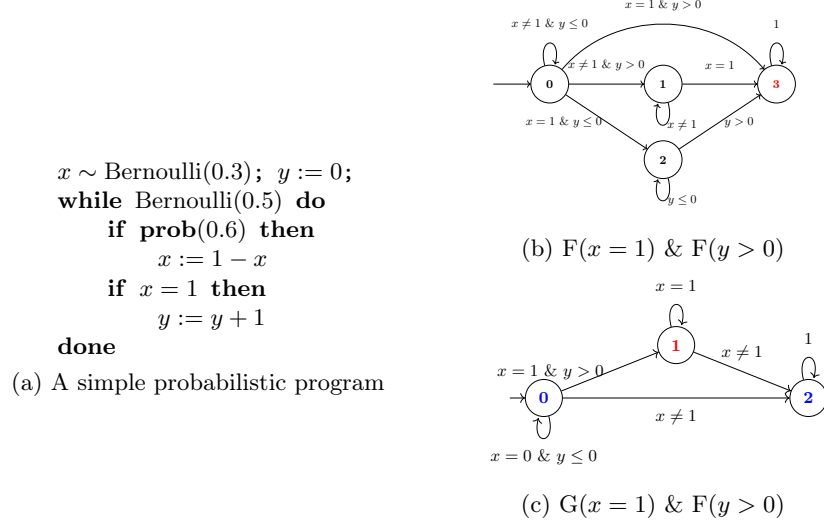 x ∼ Bernoulli(0.3); y := 0;
while Bernoulli(0.5) do
if prob(0.6) then
x := 1 − x
if x = 1 then
y := y + 1
done
(a) A simple probabilistic program
x = 1 & y > 0
x ≠ 1 & y ≤ 0
1
x ≠ 1 & y > 0
x = 1
0
1
3
x = 1 & y ≤ 0
x ≠ 1
y > 0
2
y ≤ 0
(b) F(x = 1) & F(y > 0)
x = 1
1
x ≠ 1
1
x = 1 & y > 0
0
2
x ≠ 1
x = 0 & y ≤ 0
(c) G(x = 1) & F(y > 0)